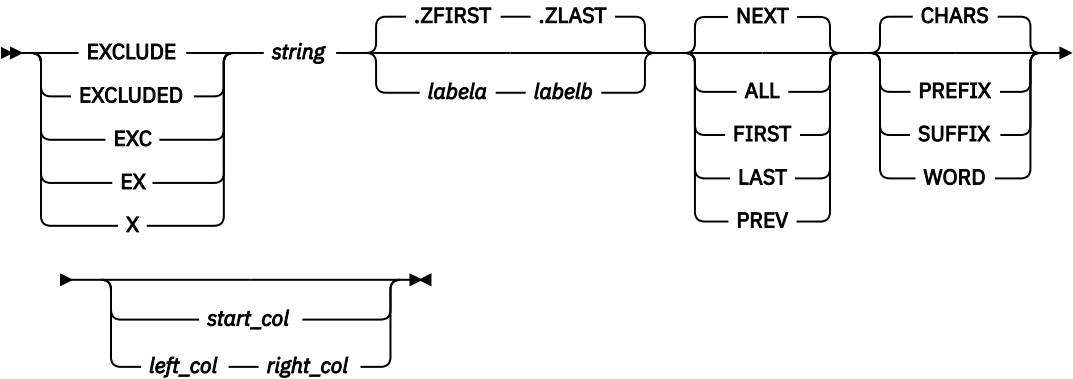 .ZFIRST .ZLAST NEXT CHARS
EXCLUDE string
EXCLUDED labela labelb ALL PREFIX
EXC FIRST SUFFIX
EX LAST WORD
X PREV
start_col
left_col right_col